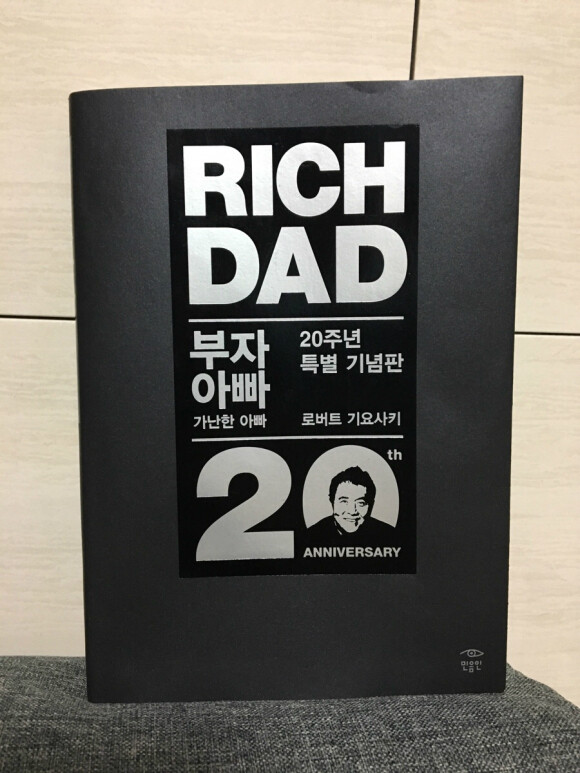 RICH
DAD
부자
아빠
가난한 아빠
20주년
특별 기념판
로버트 기요사키
20th
ANNIVERSARY
민음인